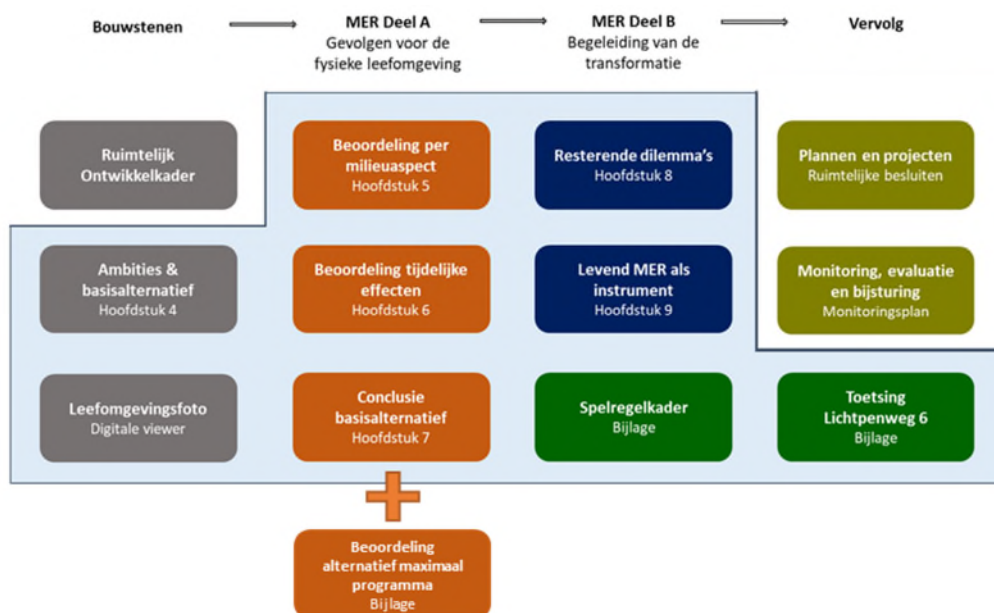 Bouwstenen
MER Deel A
Gevolgen voor de
fysieke leefomgeving
MER Deel B
Begeleiding van de
transformatie
Vervolg
Ruimtelijk
Ontwikkelkader
Beoordeling per
milieuaspect
Hoofdstuk 5
Resterende dilemma's
Hoofdstuk 8
Plannen en projecten
Ruimtelijke besluiten
Ambities &
basisalternatief
Hoofdstuk 4
Beoordeling tijdelijke
effecten
Hoofdstuk 6
Levend MER als
instrument
Hoofdstuk 9
Monitoring, evaluatie
en bijsturing
Monitoringsplan
Leefomgevingsfoto
Digitale viewer
Conclusie
basisalternatief
Hoofdstuk 7
Spelregelkader
Bijlage
Toetsing
Lichtpenweg 6
Bijlage
Beoordeling
alternatief maximaal
programma
Bijlage